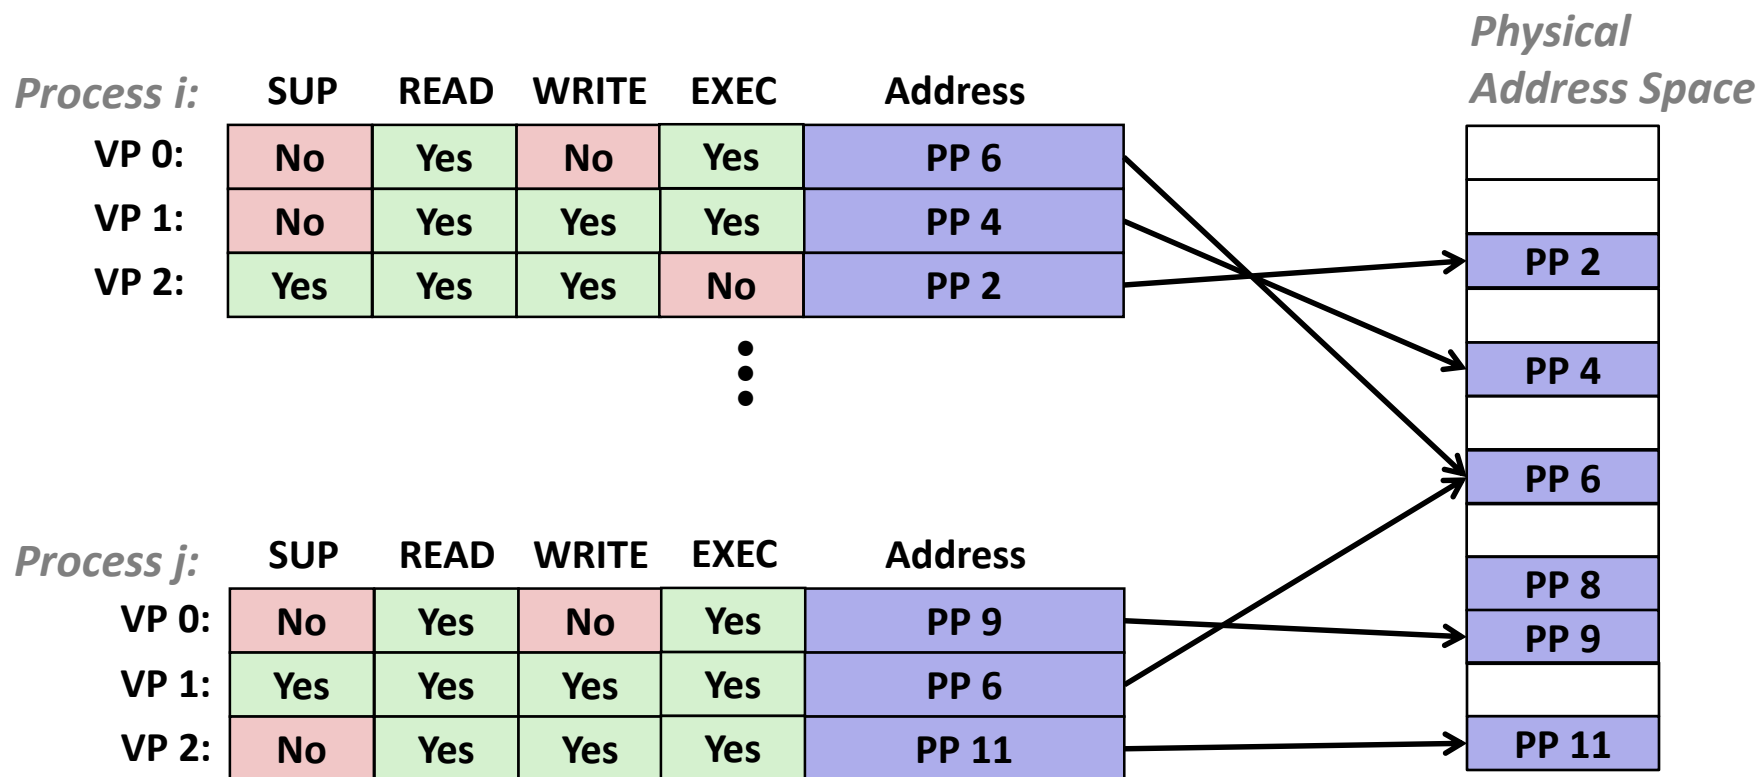 Physical
Address Space
Process i: SUP READ WRITE EXEC Address
VP 0: No Yes No Yes PP 6
VP 1: No Yes Yes Yes PP 4
VP 2: Yes Yes Yes No PP 2
PP 2
PP 4
PP 6
PP 8
PP 9
PP 11
Process j: SUP READ WRITE EXEC Address
VP 0: No Yes No Yes PP 9
VP 1: Yes Yes Yes Yes PP 6
VP 2: No Yes Yes Yes PP 11